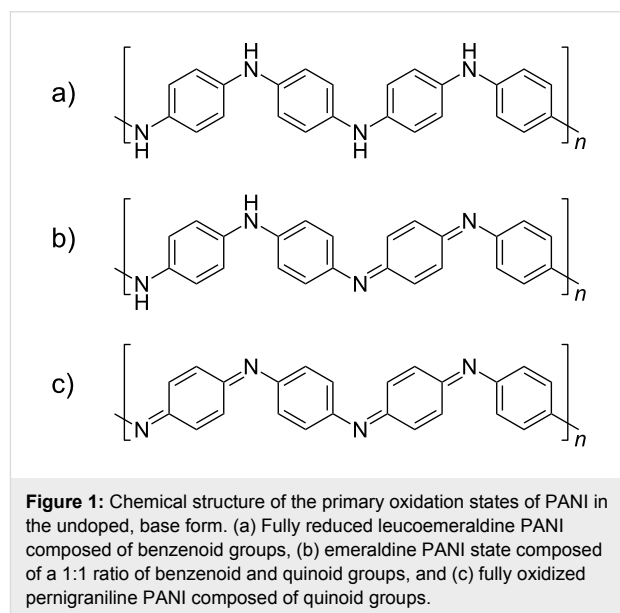 a)
H
N
H
N
N
H
N
H
n
b)
H
N
N
N
H
N
n
c)
N
N
N
N
n
Figure 1: Chemical structure of the primary oxidation states of PANI in
the undoped, base form. (a) Fully reduced leucoemeraldine PANI
composed of benzenoid groups, (b) emeraldine PANI state composed
of a 1:1 ratio of benzenoid and quinoid groups, and (c) fully oxidized
pernigraniline PANI composed of quinoid groups.